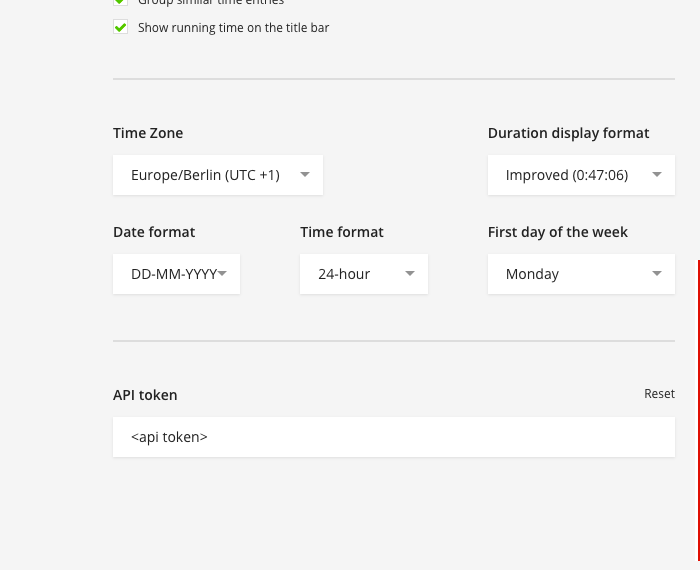 Group similar time entries
Show running time on the title bar
Time Zone
Duration display format
Europe/Berlin (UTC +1)
Improved (0:47:06)
Date format
Time format
First day of the week
DD-MM-YYYY
24-hour
Monday
API token
Reset
<api token>